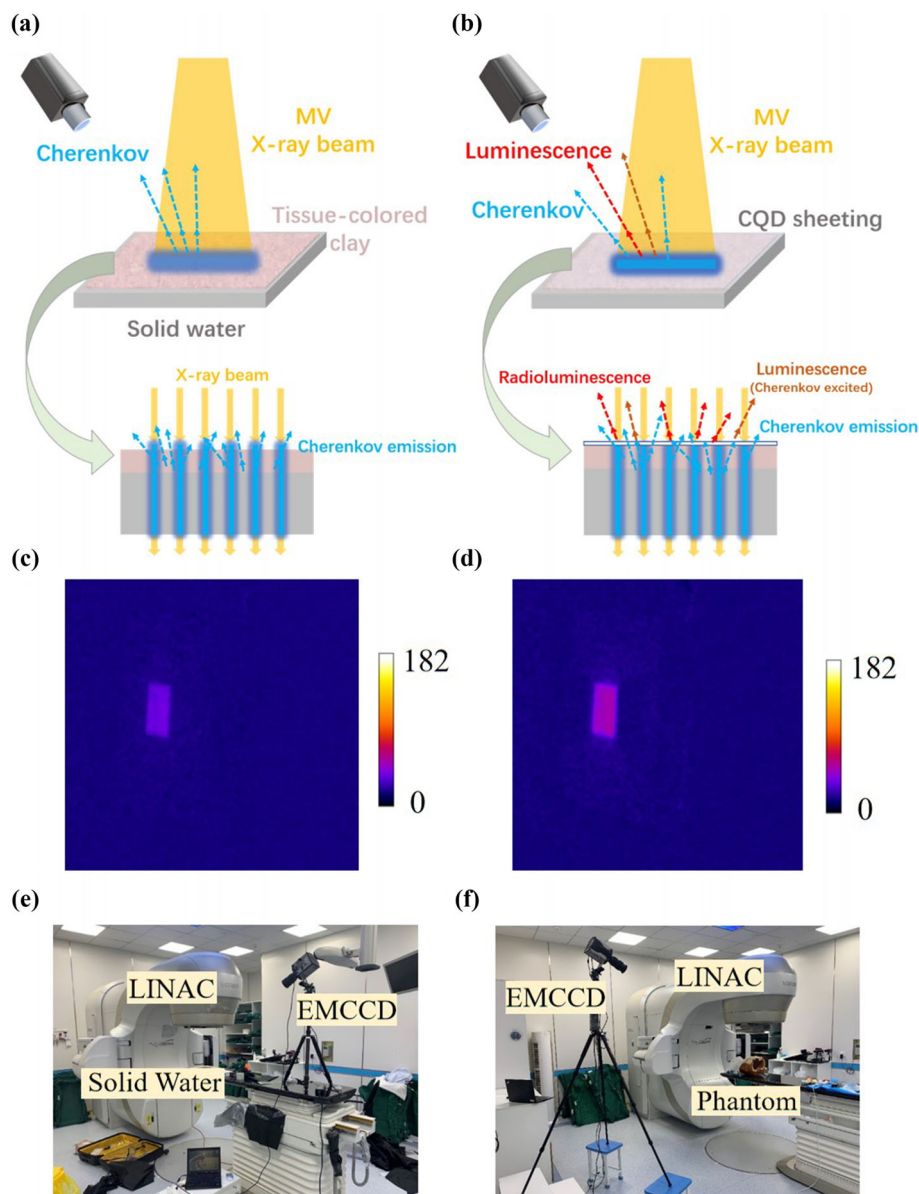 (a)
MV
X-ray beam
Cherenkov
Tissue-colored
clay
Solid water
X-ray beam
Cherenkov emission
(b)
MV
X-ray beam
Luminescence
Cherenkov
CQD sheeting
Radioluminescence
Luminescence
(Cherenkov excited)
Cherenkov emission
(c)
182
0
(d)
182
0
(e)
LINAC
EMCCD
Solid Water
(f)
EMCCD
LINAC
Phantom